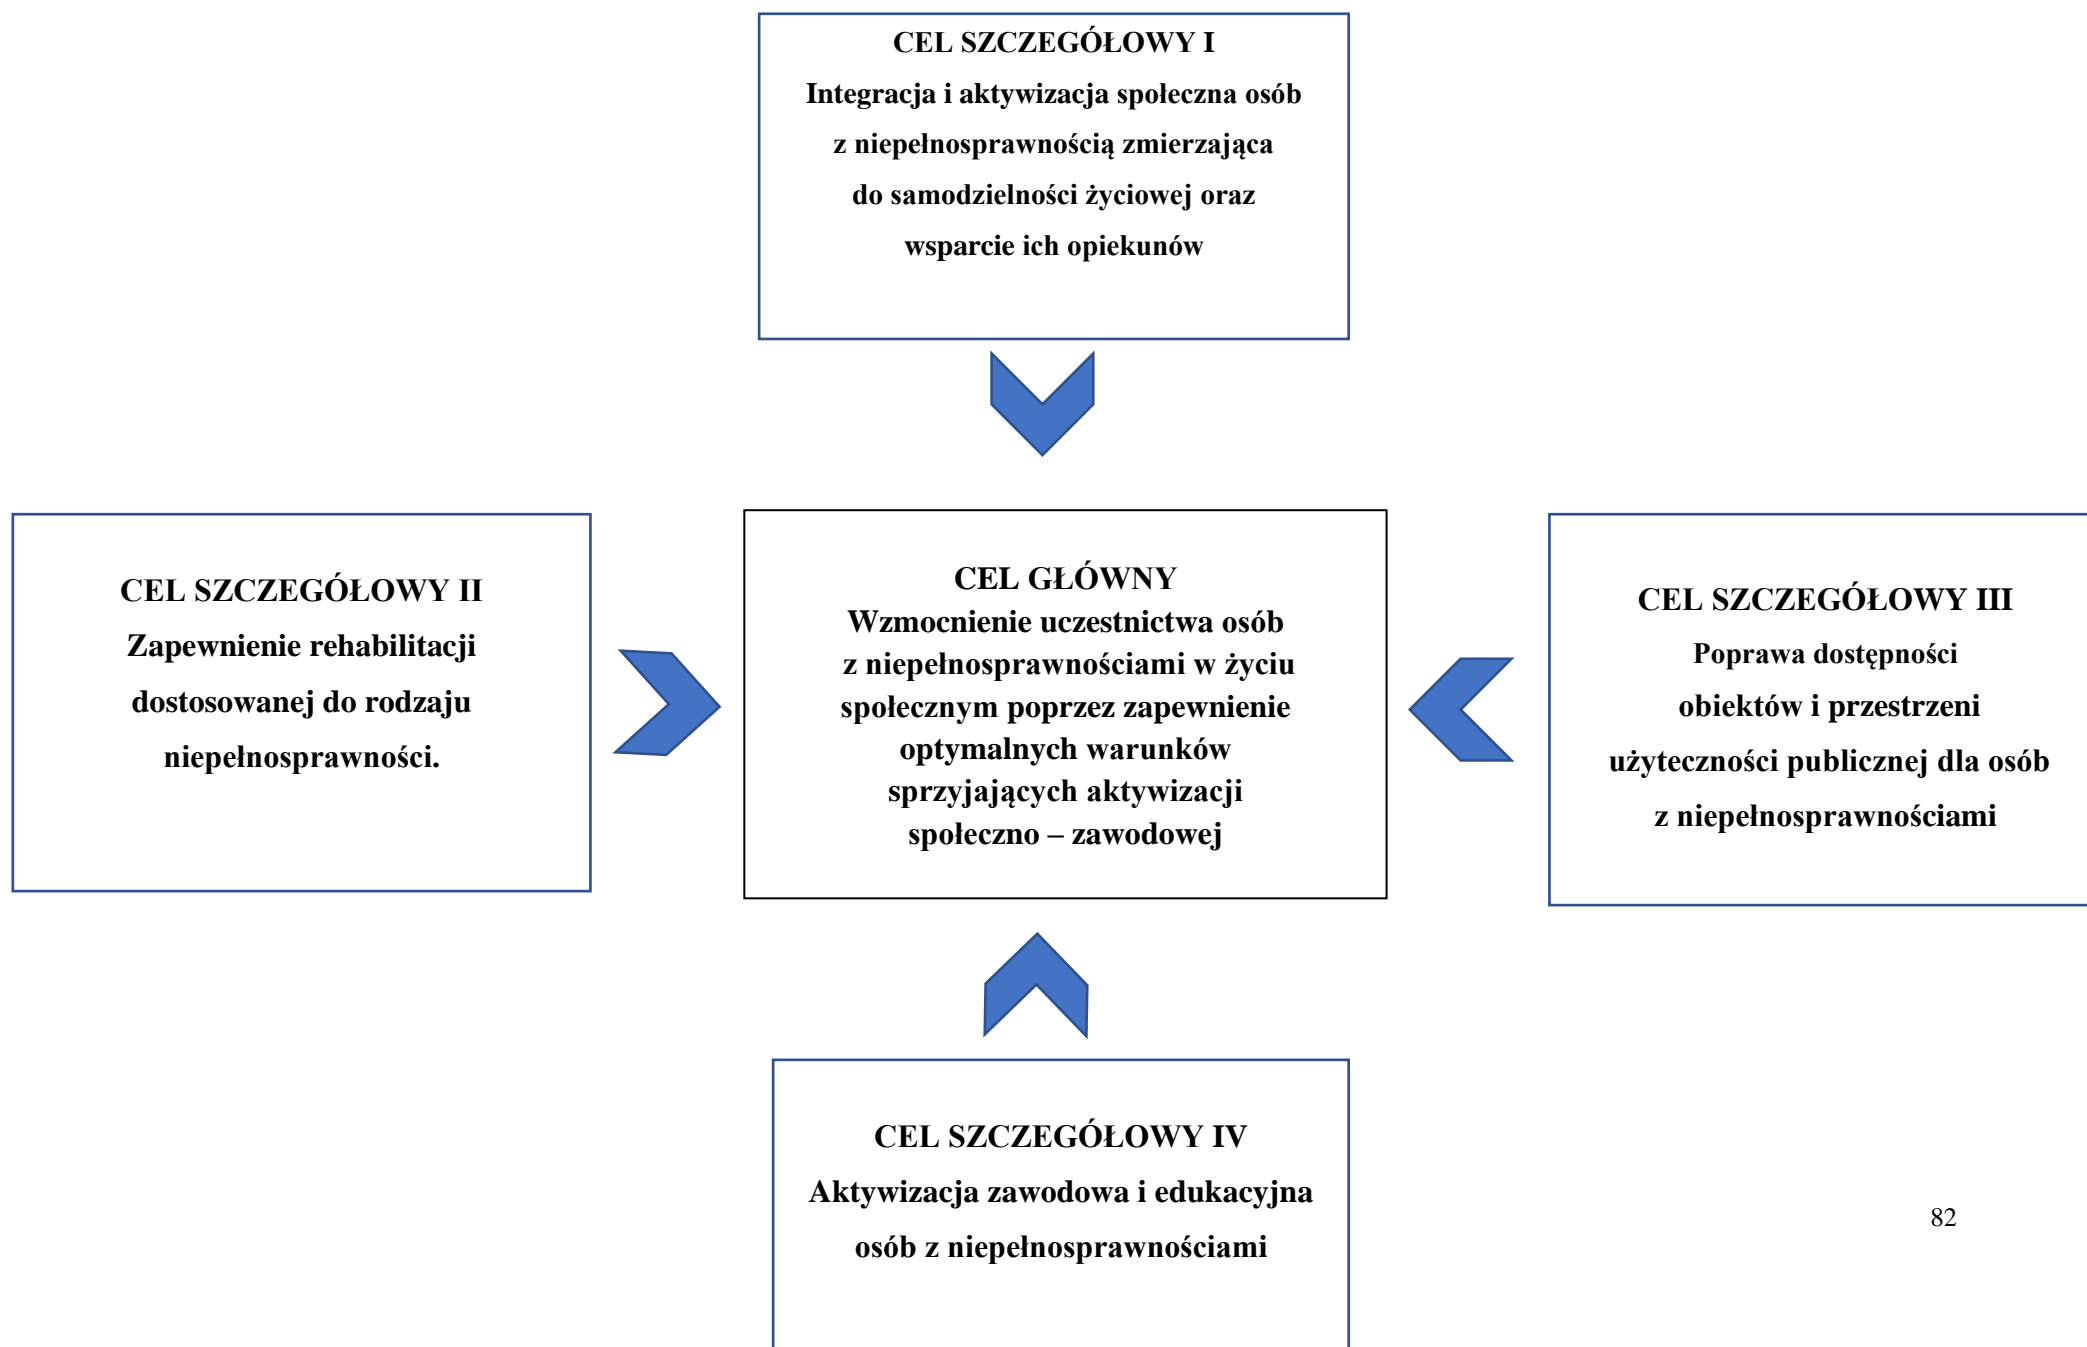 CEL SZCZEGÓŁOWY I
Integracja i aktywizacja społeczna osób
z niepełnosprawnością zmierzająca
do samodzielności życiowej oraz
wsparcie ich opiekunów
CEL SZCZEGÓŁOWY II
Zapewnienie rehabilitacji
dostosowanej do rodzaju
niepełnosprawności.
CEL GŁÓWNY
Wzmocnienie uczestnictwa osób
z niepełnosprawnościami w życiu
społecznym poprzez zapewnienie
optymalnych warunków
sprzyjających aktywizacji
społeczno – zawodowej
CEL SZCZEGÓŁOWY III
Poprawa dostępności
obiektów i przestrzeni
użyteczności publicznej dla osób
z niepełnosprawnościami
CEL SZCZEGÓŁOWY IV
Aktywizacja zawodowa i edukacyjna
osób z niepełnosprawnościami
82